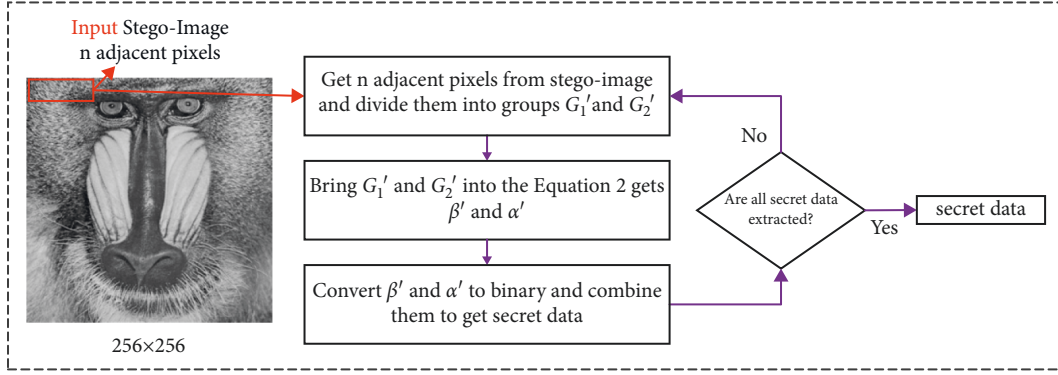 Input Stego-Image
n adjacent pixels
256×256
Get n adjacent pixels from stego-image
and divide them into groups G₁′and G₂′
Bring G₁′ and G₂′ into the Equation 2 gets
β′ and α′
Convert β′ and α′ to binary and combine
them to get secret data
No
Are all secret data
extracted?
Yes
secret data